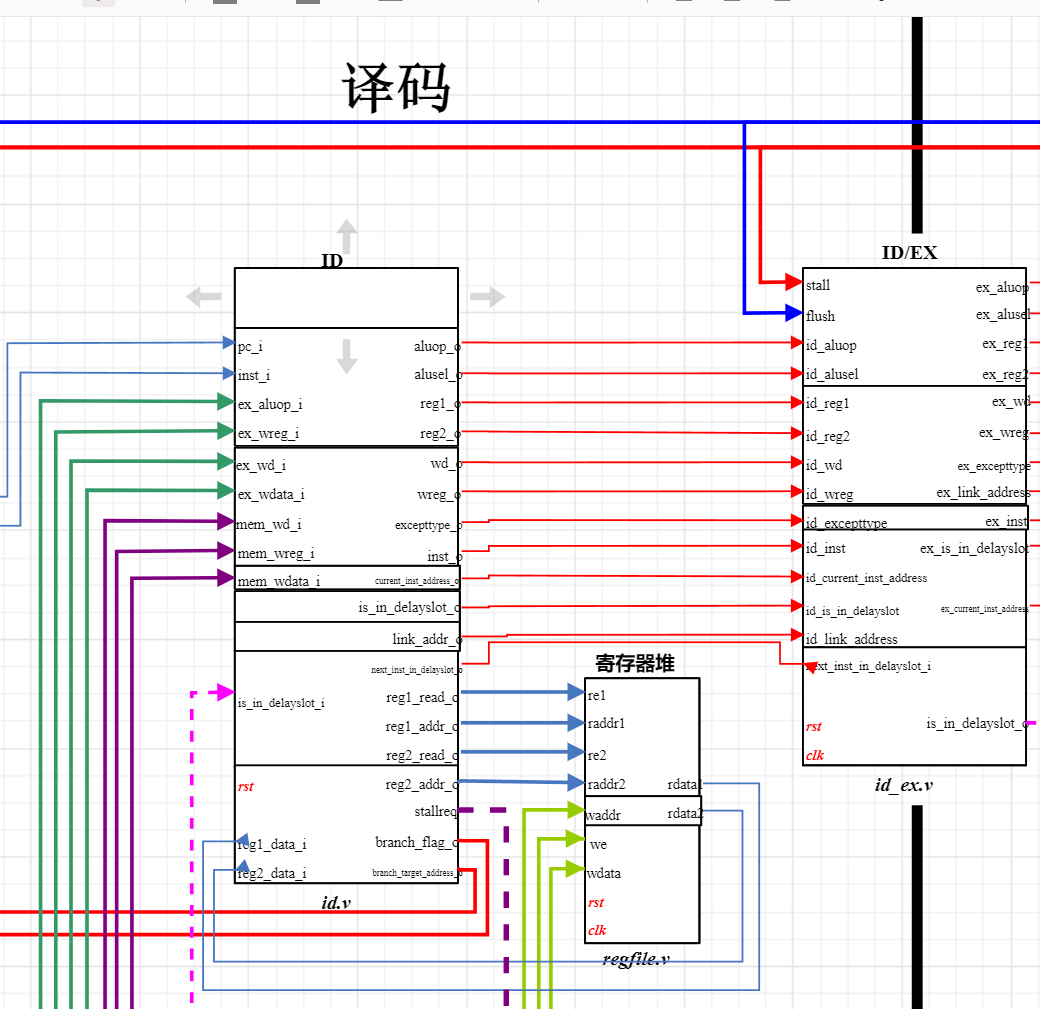 译码
ID
pc_i
inst_i
ex_aluop_i
ex_wreg_i
ex_wd_i
ex_wdata_i
mem_wd_i
mem_wreg_i
mem_wdata_i
is_in_delayslot_i
rst
reg1_data_i
reg2_data_i
aluop_o
alusel_o
reg1_o
reg2_o
wd_o
wreg_o
excepttype_o
inst_o
current_inst_address_o
is_in_delayslot_o
link_addr_o
next_inst_in_delayslot_o
reg1_read_o
reg1_addr_o
reg2_read_o
reg2_addr_o
stallreq
branch_flag_o
branch_target_address_o
id.v
寄存器堆
re1
raddr1
re2
raddr2
waddr
we
wdata
rst
clk
rdata1
rdata2
regfile.v
ID/EX
stall
flush
id_aluop
id_alusel
id_reg1
id_reg2
id_wd
id_wreg
id_excepttype
id_inst
id_current_inst_address
id_is_in_delayslot
id_link_address
next_inst_in_delayslot_i
rst
clk
ex_aluop
ex_alusel
ex_reg1
ex_reg2
ex_wd
ex_wreg
ex_excepttype
ex_link_address
ex_inst
ex_is_in_delayslot
ex_current_inst_address
is_in_delayslot_o
id_ex.v